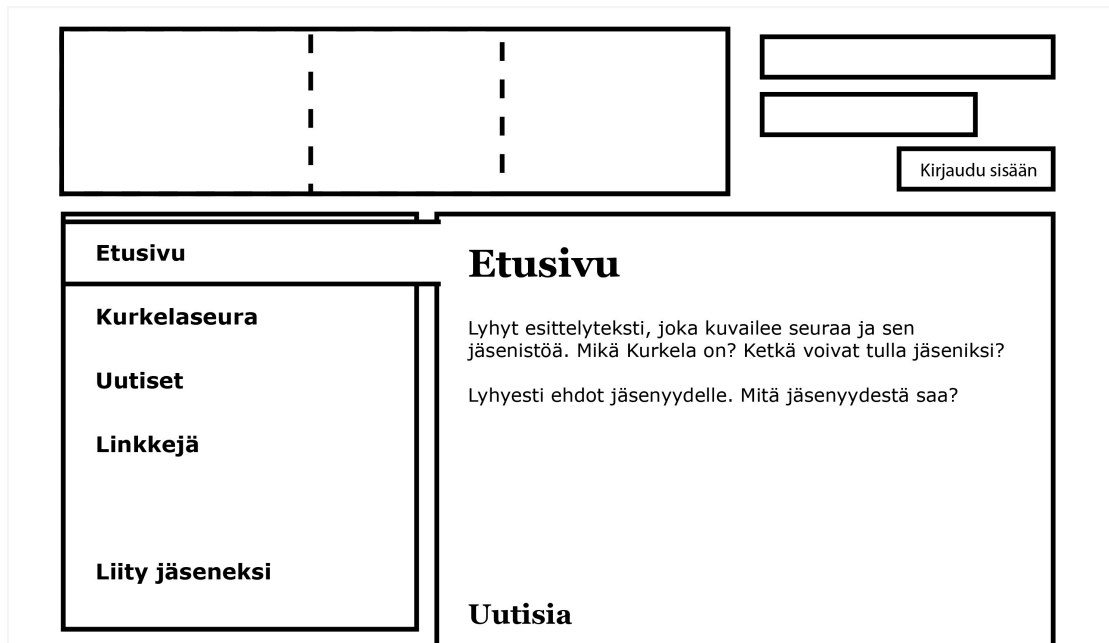 Kirjaudu sisään
Etusivu
Kurkelaseura
Uutiset
Linkkejä
Liity jäseneksi
Etusivu
Lyhyt esittelyteksti, joka kuvailee seuraa ja sen
jäsenistöä. Mikä Kurkela on? Ketkä voivat tulla jäseniksi?
Lyhyesti ehdot jäsenyydelle. Mitä jäsenyydestä saa?
Uutisia